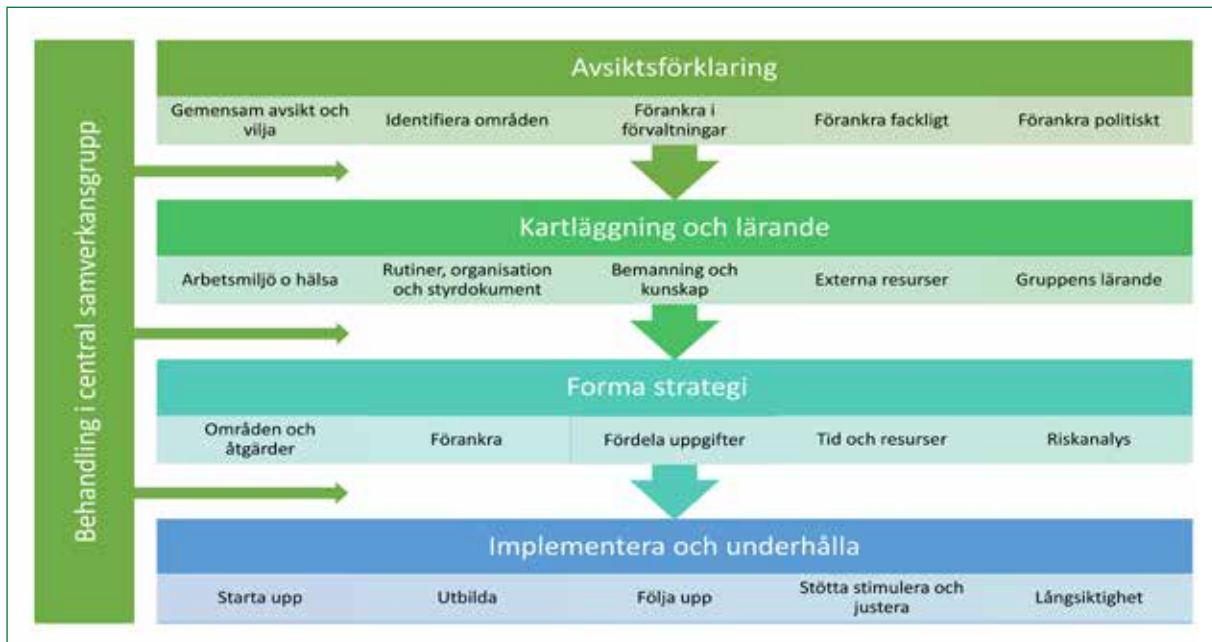 Behandling i central samverkansgrupp
Avsiktsförklaring
Gemensam avsikt och
vilja
Identifiera områden
Förankra i
förvaltningar
Förankra fackligt
Förankra politiskt
Kartläggning och lärande
Arbetsmiljö o hälsa
Rutiner, organisation
och styrdokument
Bemanning och
kunskap
Externa resurser
Gruppens lärande
Forma strategi
Områden och
åtgärder
Förankra
Fördela uppgifter
Tid och resurser
Riskanalys
Implementera och underhålla
Starta upp
Utbilda
Följa upp
Stötta stimulera och
justera
Långsiktighet